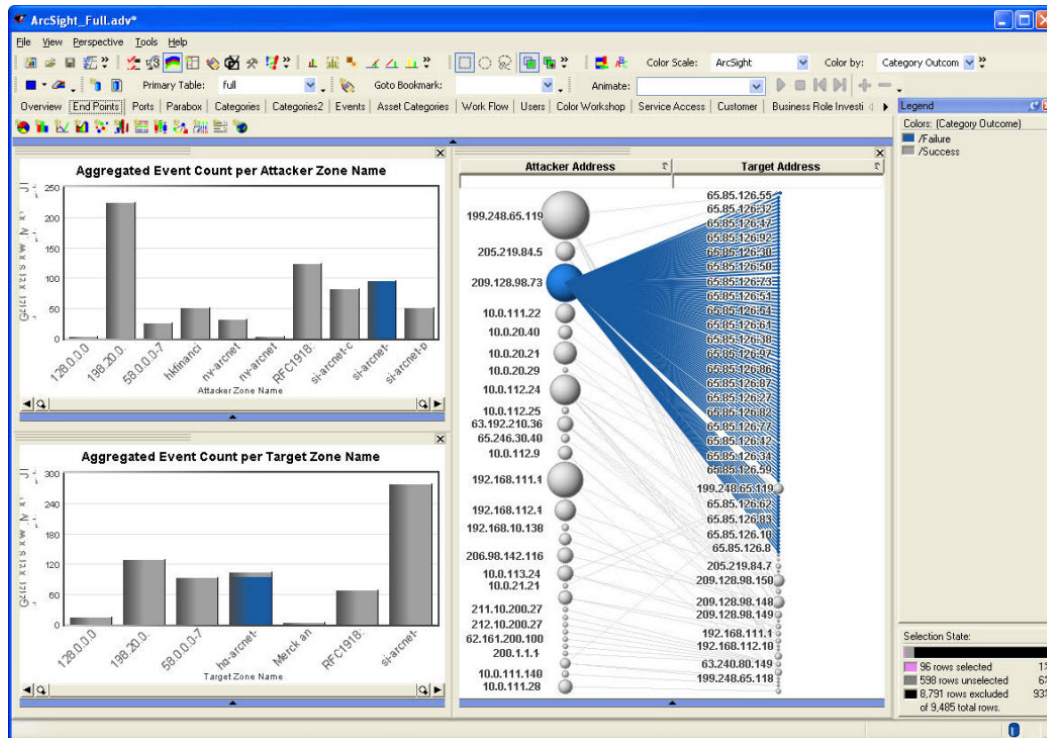 ArcSight_Full.adv*
File View Perspective Tools Help
Color Scale: ArcSight Color by: Category Outcom
Primary Table: full Goto Bookmark: Animate:
Overview End Points Ports Parabox Categories Categories2 Events Asset Categories Work Flow Users Color Workshop Service Access Customer Business Role Investi
Legend
Colors: (Category Outcome)
/Failure
/Success
Aggregated Event Count per Attacker Zone Name
250
200
150
100
50
0
128.0.0.0
198.20.0.
58.0.0.0-7
hkfinanci
nv-arcnet
nv-arcnet
RFC1918:
si-arcnet-c
si-arcnet-
si-arcnet-p
Attacker Zone Name
Aggregated Event Count per Target Zone Name
300
240
180
120
60
0
128.0.0.0
198.20.0.
58.0.0.0-7
hq-arcnet-
Merck an
RFC1918:
si-arcnet-
Target Zone Name
Attacker Address
199.248.65.119
205.219.84.5
209.128.98.73
10.0.111.22
10.0.20.40
10.0.20.21
10.0.20.29
10.0.112.24
10.0.112.25
63.192.210.36
65.246.30.40
10.0.112.9
192.168.111.1
192.168.112.1
192.168.10.138
206.98.142.116
10.0.113.24
10.0.21.21
211.10.200.27
212.10.200.27
62.161.200.100
200.1.1.1
10.0.111.140
10.0.111.28
Target Address
65.85.126.55
65.85.126.32
65.85.126.47
65.85.126.92
65.85.126.30
65.85.126.50
65.85.126.73
65.85.126.51
65.85.126.54
65.85.126.61
65.85.126.38
65.85.126.97
65.85.126.86
65.85.126.87
65.85.126.27
65.85.126.82
65.85.126.77
65.85.126.42
65.85.126.34
65.85.126.59
199.248.65.119
65.85.126.62
65.85.126.83
65.85.126.10
65.85.126.8
205.219.84.7
209.128.98.150
209.128.98.148
209.128.98.149
192.168.111.1
192.168.112.10
63.240.80.149
199.248.65.118
Selection State:
96 rows selected 1%
598 rows unselected 6%
8,791 rows excluded 93%
of 9,485 total rows.